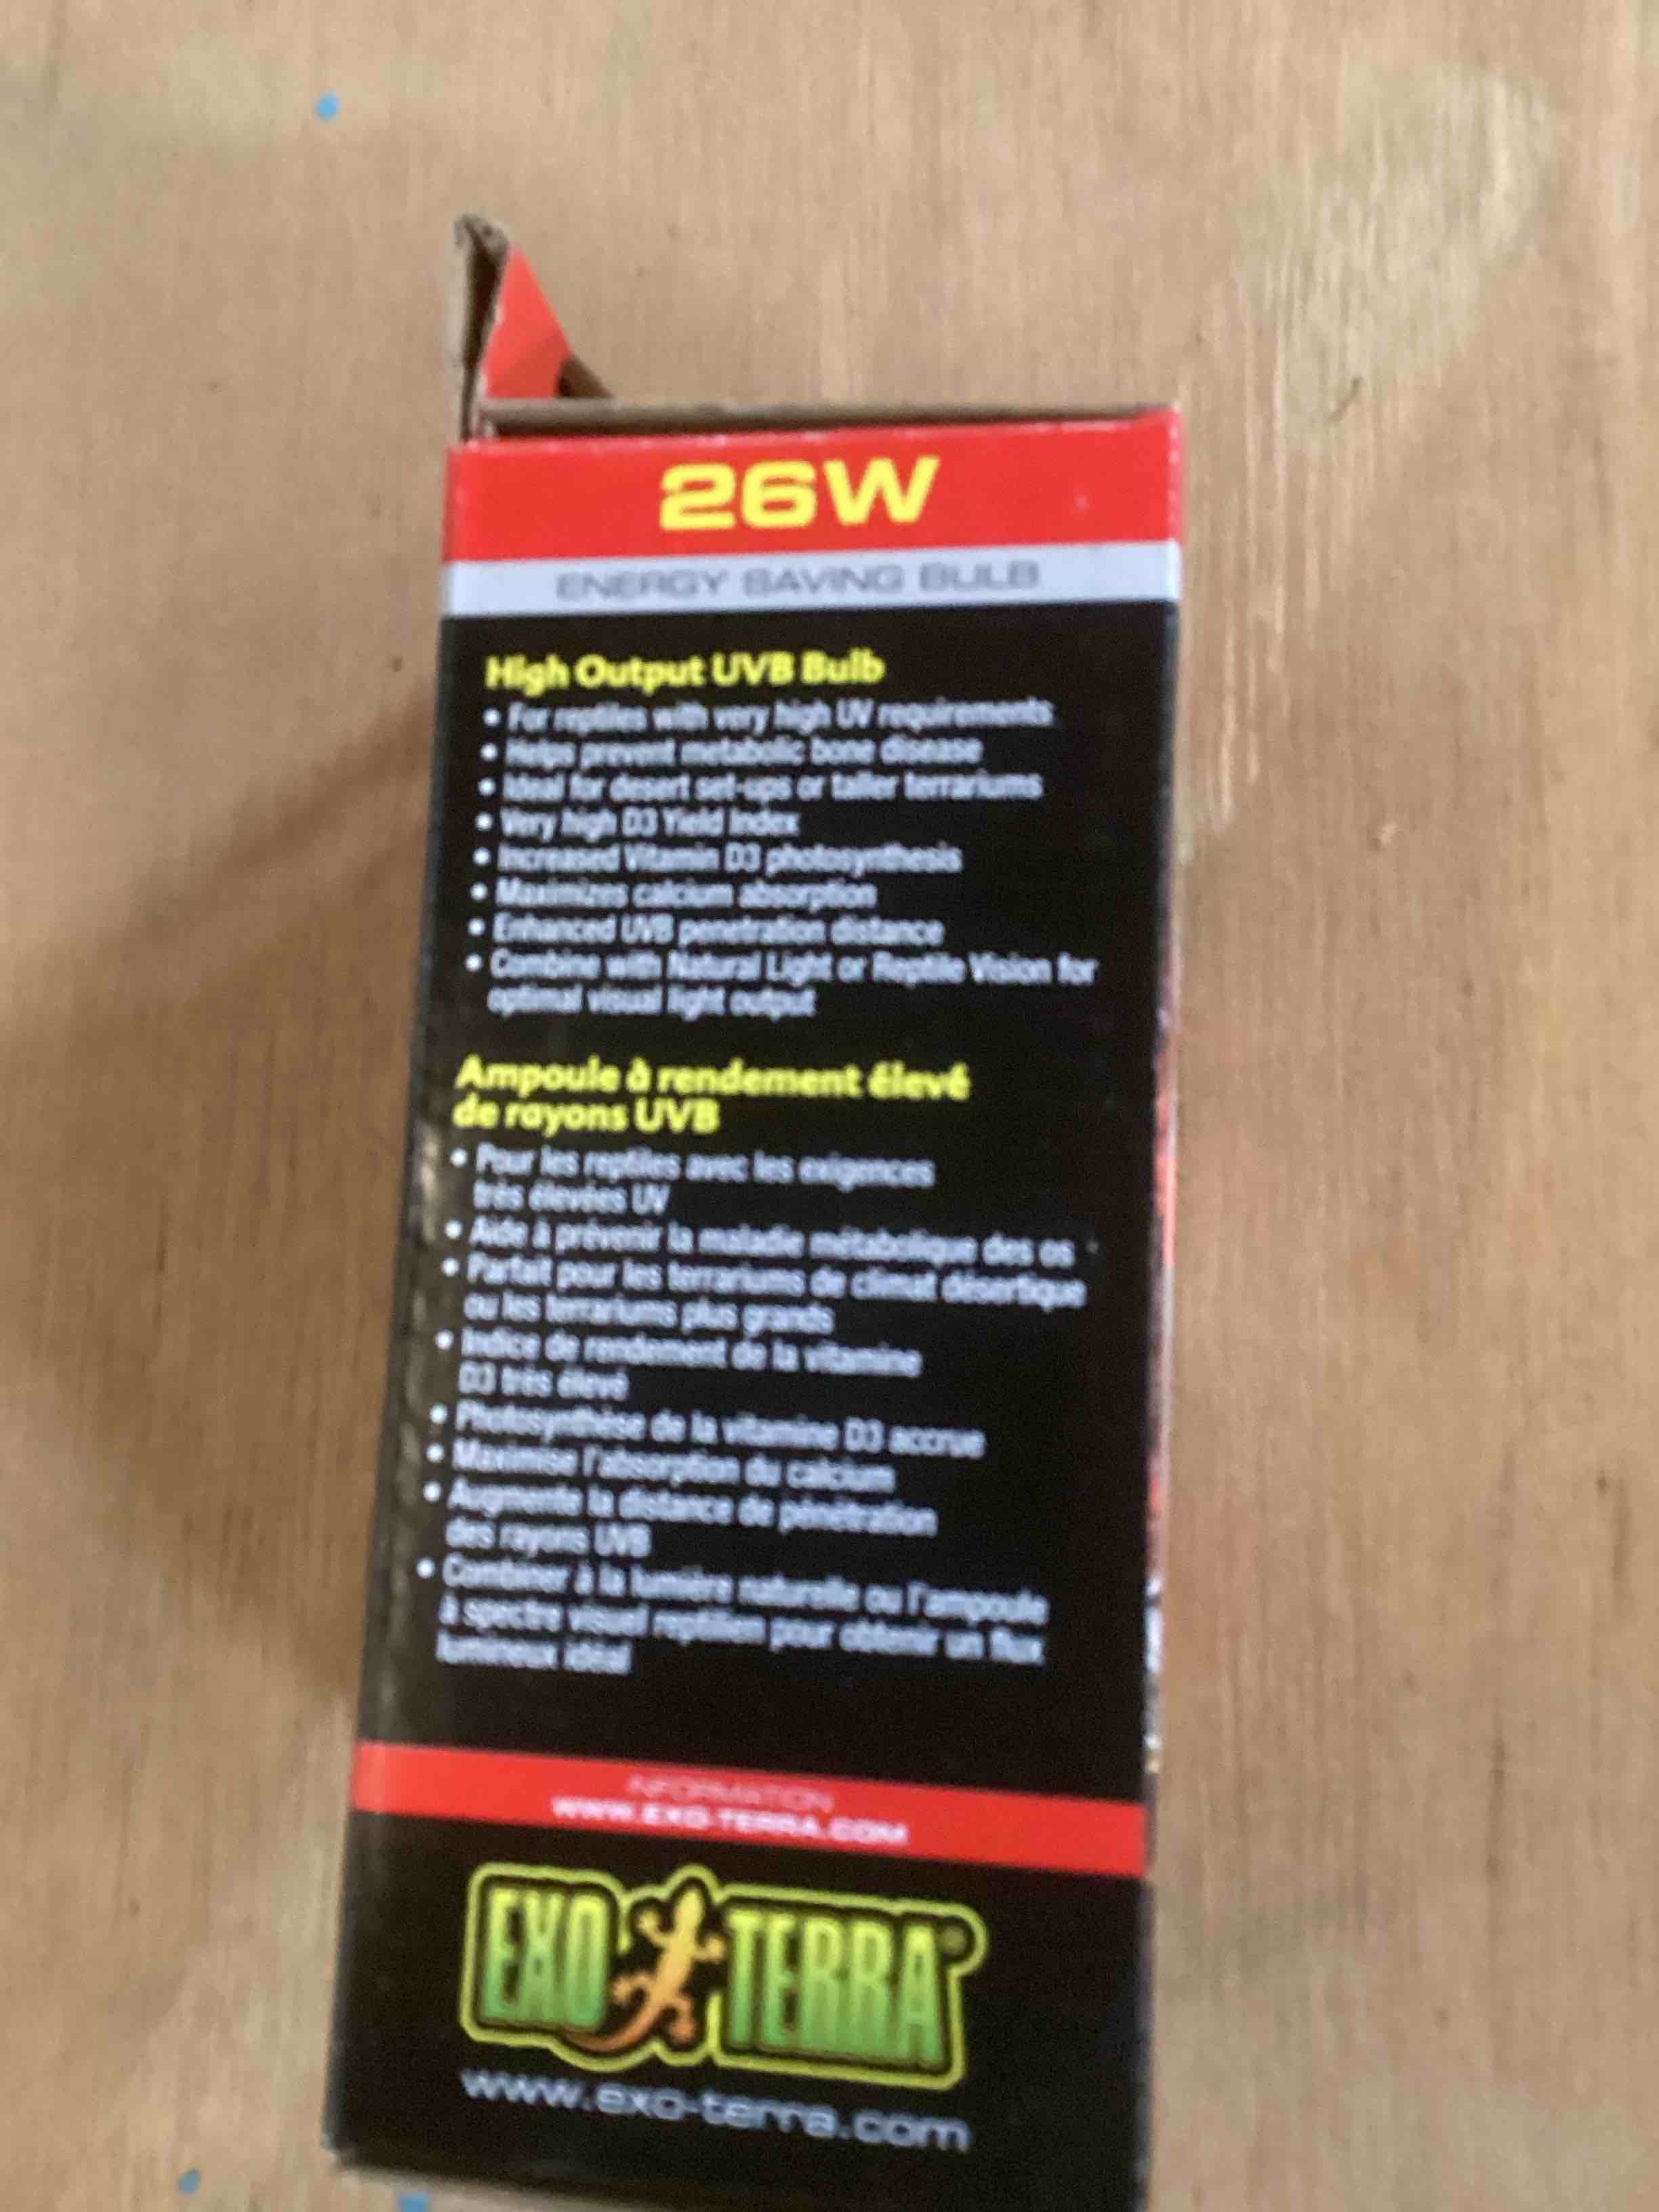 26W
ENERGY SAVING BULB
High Output UVB Bulb
• For reptiles with very high UV requirements
• Helps prevent metabolic bone disease
• Ideal for desert set-ups or taller terrariums
• Very high D3 Yield Index
• Increased Vitamin D3 photosynthesis
• Maximizes calcium absorption
• Enhanced UVB penetration distance
• Combine with Natural Light or Reptile Vision for
optimal visual light output
Ampoule à rendement élevé
de rayons UVB
• Pour les reptiles avec les exigences
très élevées UV
• Aide à prévenir la maladie métabolique des os
• Parfait pour les terrariums de climat désertique
ou les terrariums plus grands
• Indice de rendement de la vitamine
D3 très élevé
• Photosynthèse de la vitamine D3 accrue
• Maximise l'absorption du calcium
• Augmente la distance de pénétration
des rayons UVB
• Combiner à la lumière naturelle ou l'ampoule
à spectre visuel reptilien pour obtenir un flux
lumineux idéal
INFORMATION
WWW.EXO-TERRA.COM
EXO TERRA®
www.exo-terra.com